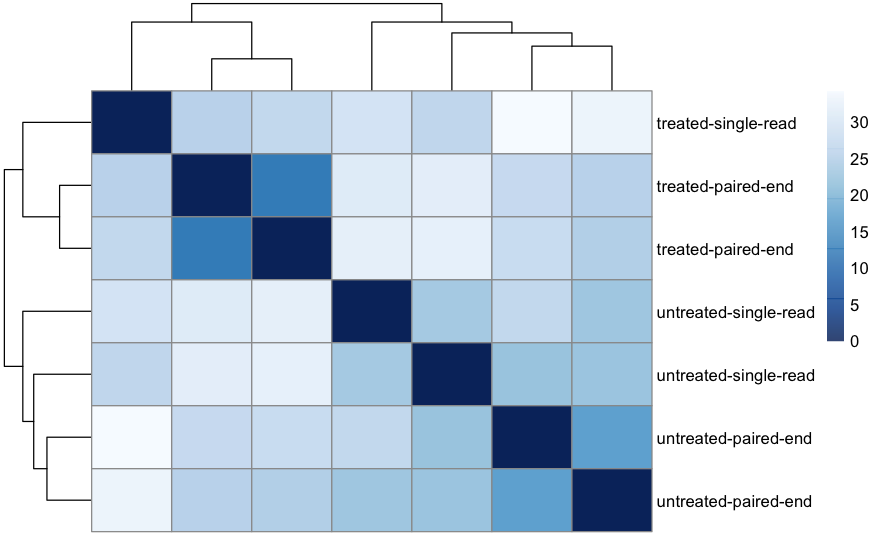 treated-single-read
treated-paired-end
treated-paired-end
untreated-single-read
untreated-single-read
untreated-paired-end
untreated-paired-end
30
25
20
15
10
5
0